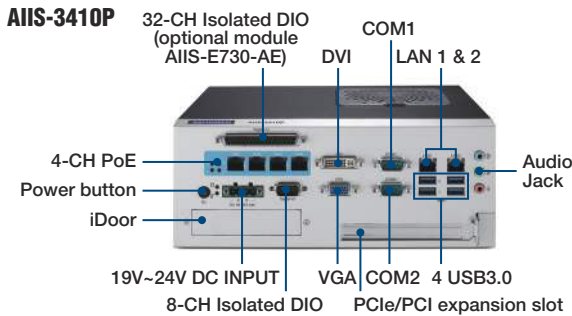 AIIS-3410P
32-CH Isolated DIO
(optional module
AIIS-E730-AE)
DVI
COM1
LAN 1 & 2
4-CH PoE
Power button
iDoor
Audio
Jack
19V~24V DC INPUT
VGA
COM2
4 USB3.0
8-CH Isolated DIO
PCIe/PCI expansion slot